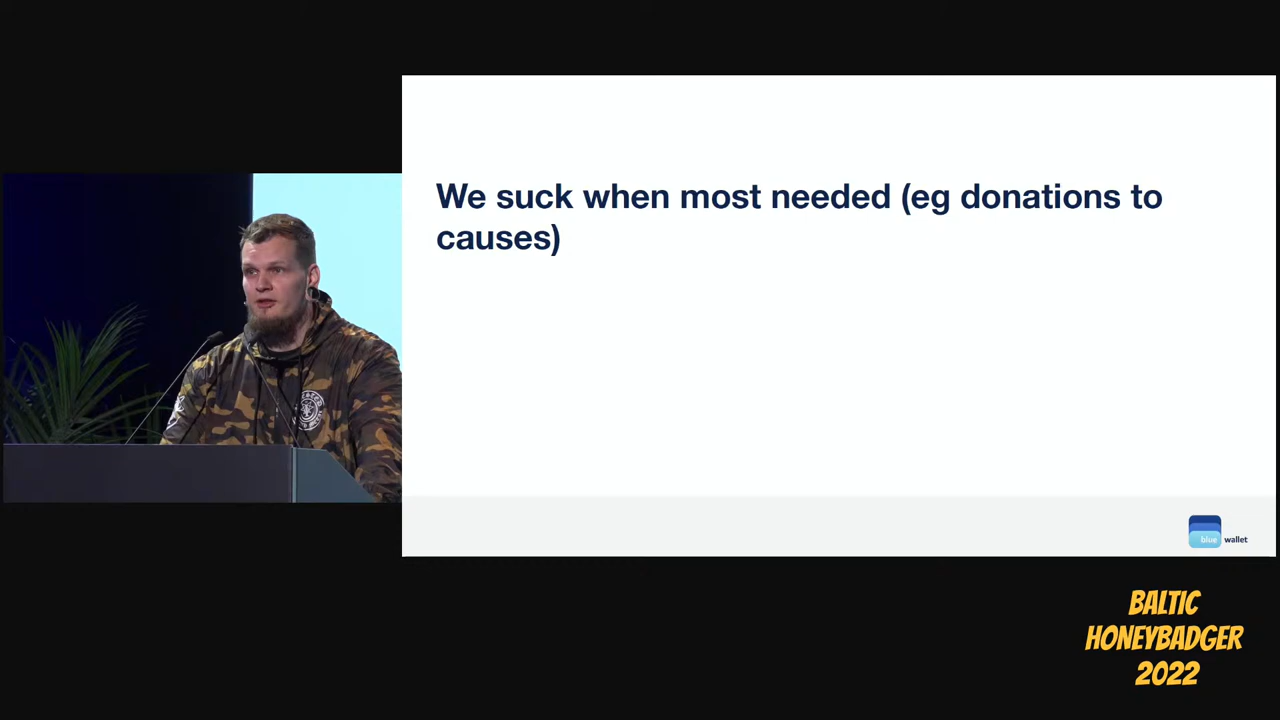 We suck when most needed (eg donations to
causes)
blue wallet
BALTIC
HONEYBADGER
2022